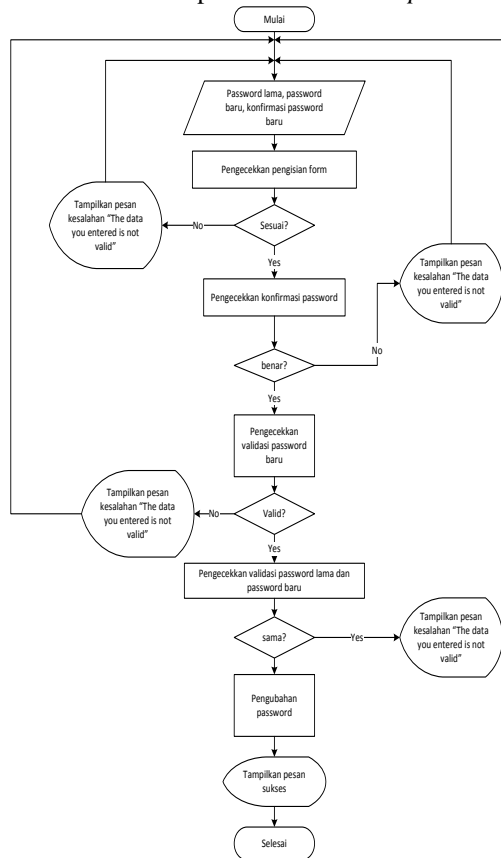 Mulai
Password lama, password
baru, konfirmasi password
baru
Pengecekkan pengisian form
Tampilkan pesan
kesalahan "The data
you entered is not
valid"
No
Sesuai?
Yes
Pengecekkan konfirmasi password
Tampilkan pesan
kesalahan "The data
you entered is not
valid"
No
benar?
Yes
Pengecekkan
validasi password
baru
Tampilkan pesan
kesalahan "The data
you entered is not
valid"
No
Valid?
Yes
Pengecekkan validasi password lama dan
password baru
sama?
Yes
Tampilkan pesan
kesalahan "The data
you entered is not
valid"
Pengubahan
password
Tampilkan pesan
sukses
Selesai